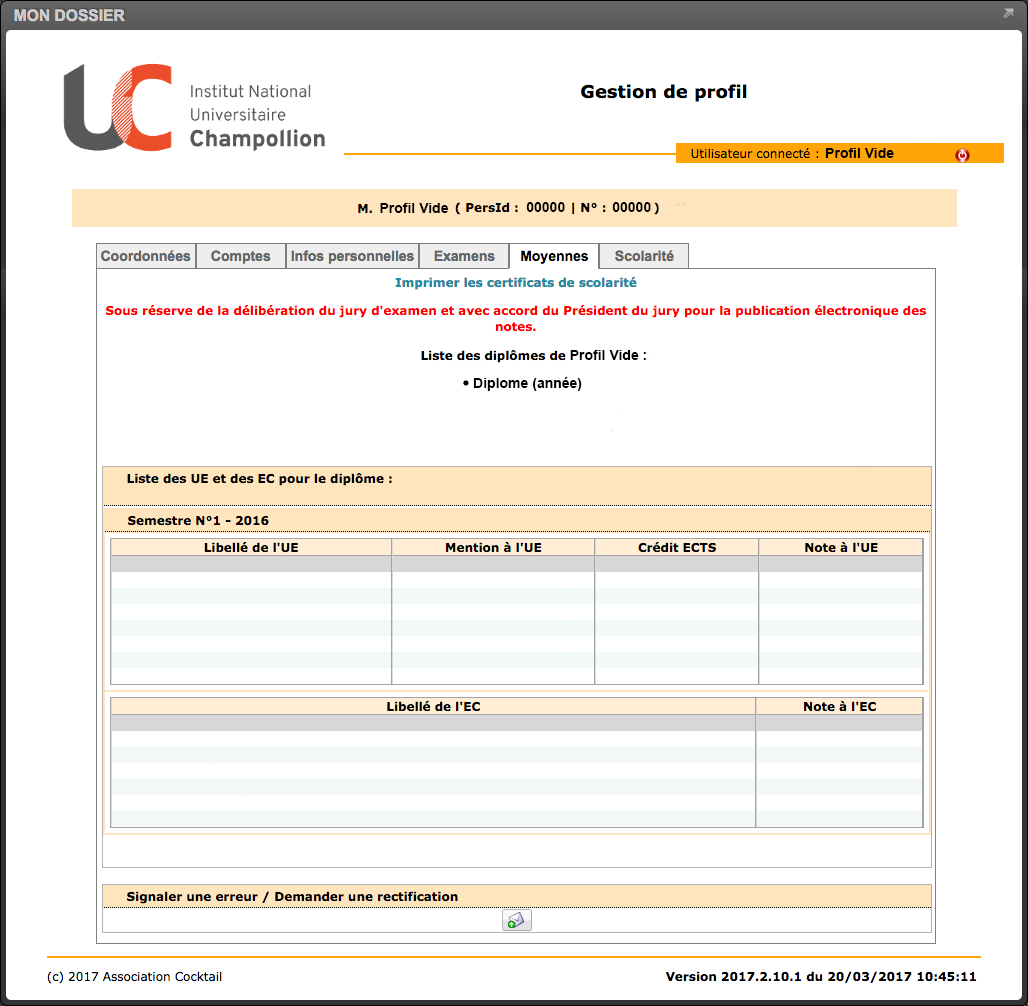 MON DOSSIER
UC
Institut National
Universitaire
Champollion
Gestion de profil
Utilisateur connecté : Profil Vide
M. Profil Vide ( PersId : 00000 | N° : 00000 )
Coordonnées Comptes Infos personnelles Examens Moyennes Scolarité
Imprimer les certificats de scolarité
Sous réserve de la délibération du jury d'examen et avec accord du Président du jury pour la publication électronique des
notes.
Liste des diplômes de Profil Vide :
• Diplome (année)
Liste des UE et des EC pour le diplôme :
Semestre N°1 - 2016
Libellé de l'UE Mention à l'UE Crédit ECTS Note à l'UE
Libellé de l'EC Note à l'EC
Signaler une erreur / Demander une rectification
(c) 2017 Association Cocktail
Version 2017.2.10.1 du 20/03/2017 10:45:11